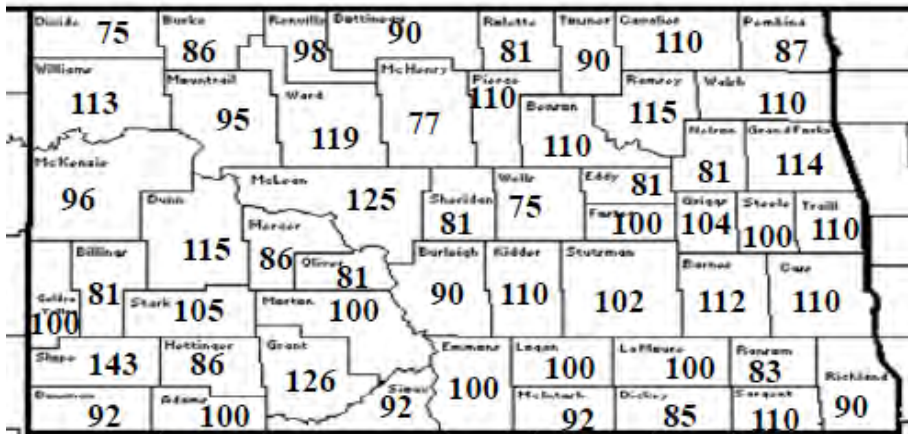 Divide
75
Burke
86
Renville
98
Bottineau
90
Rolette
81
Towner
90
Cavalier
110
Pembina
87
Williams
113
Mountrail
95
Ward
119
McHenry
77
Pierce
110
Benson
110
Ramsey
115
Walsh
110
McKenzie
96
Dunn
115
McLean
125
Mercer
86
Oliver
81
Sheridan
81
Wells
75
Eddy
81
Foster
100
Nelson
81
Grand Forks
114
Griggs
104
Steele
100
Traill
110
Billings
81
Golden
100
Stark
105
Morton
100
Burleigh
90
Kidder
110
Stutsman
102
Barnes
112
Cass
110
Slope
143
Hettinger
86
Grant
126
Sioux
92
Emmons
100
Logan
100
LaMoure
100
Ransom
83
Richland
90
Bowman
92
Adams
100
McIntosh
92
Dickey
85
Sargent
110